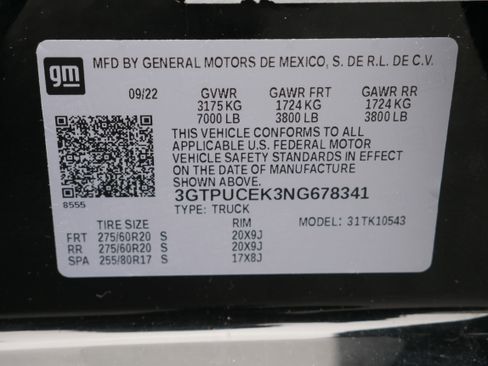 gm
MFD BY GENERAL MOTORS DE MEXICO, S. DE R.L. DE C.V.
09/22 GVWR GAWR FRT GAWR RR
3175 KG 1724 KG 1724 KG
7000 LB 3800 LB 3800 LB
THIS VEHICLE CONFORMS TO ALL
APPLICABLE U.S. FEDERAL MOTOR
VEHICLE SAFETY STANDARDS IN EFFECT
ON THE DATE OF MANUFACTURE
SHOWN ABOVE.
8555 3GTPUCEK3NG678341
TYPE: TRUCK
TIRE SIZE RIM MODEL: 31TK10543
FRT 275/60R20 S 20X9J
RR 275/60R20 S 20X9J
SPA 255/80R17 S 17X8J